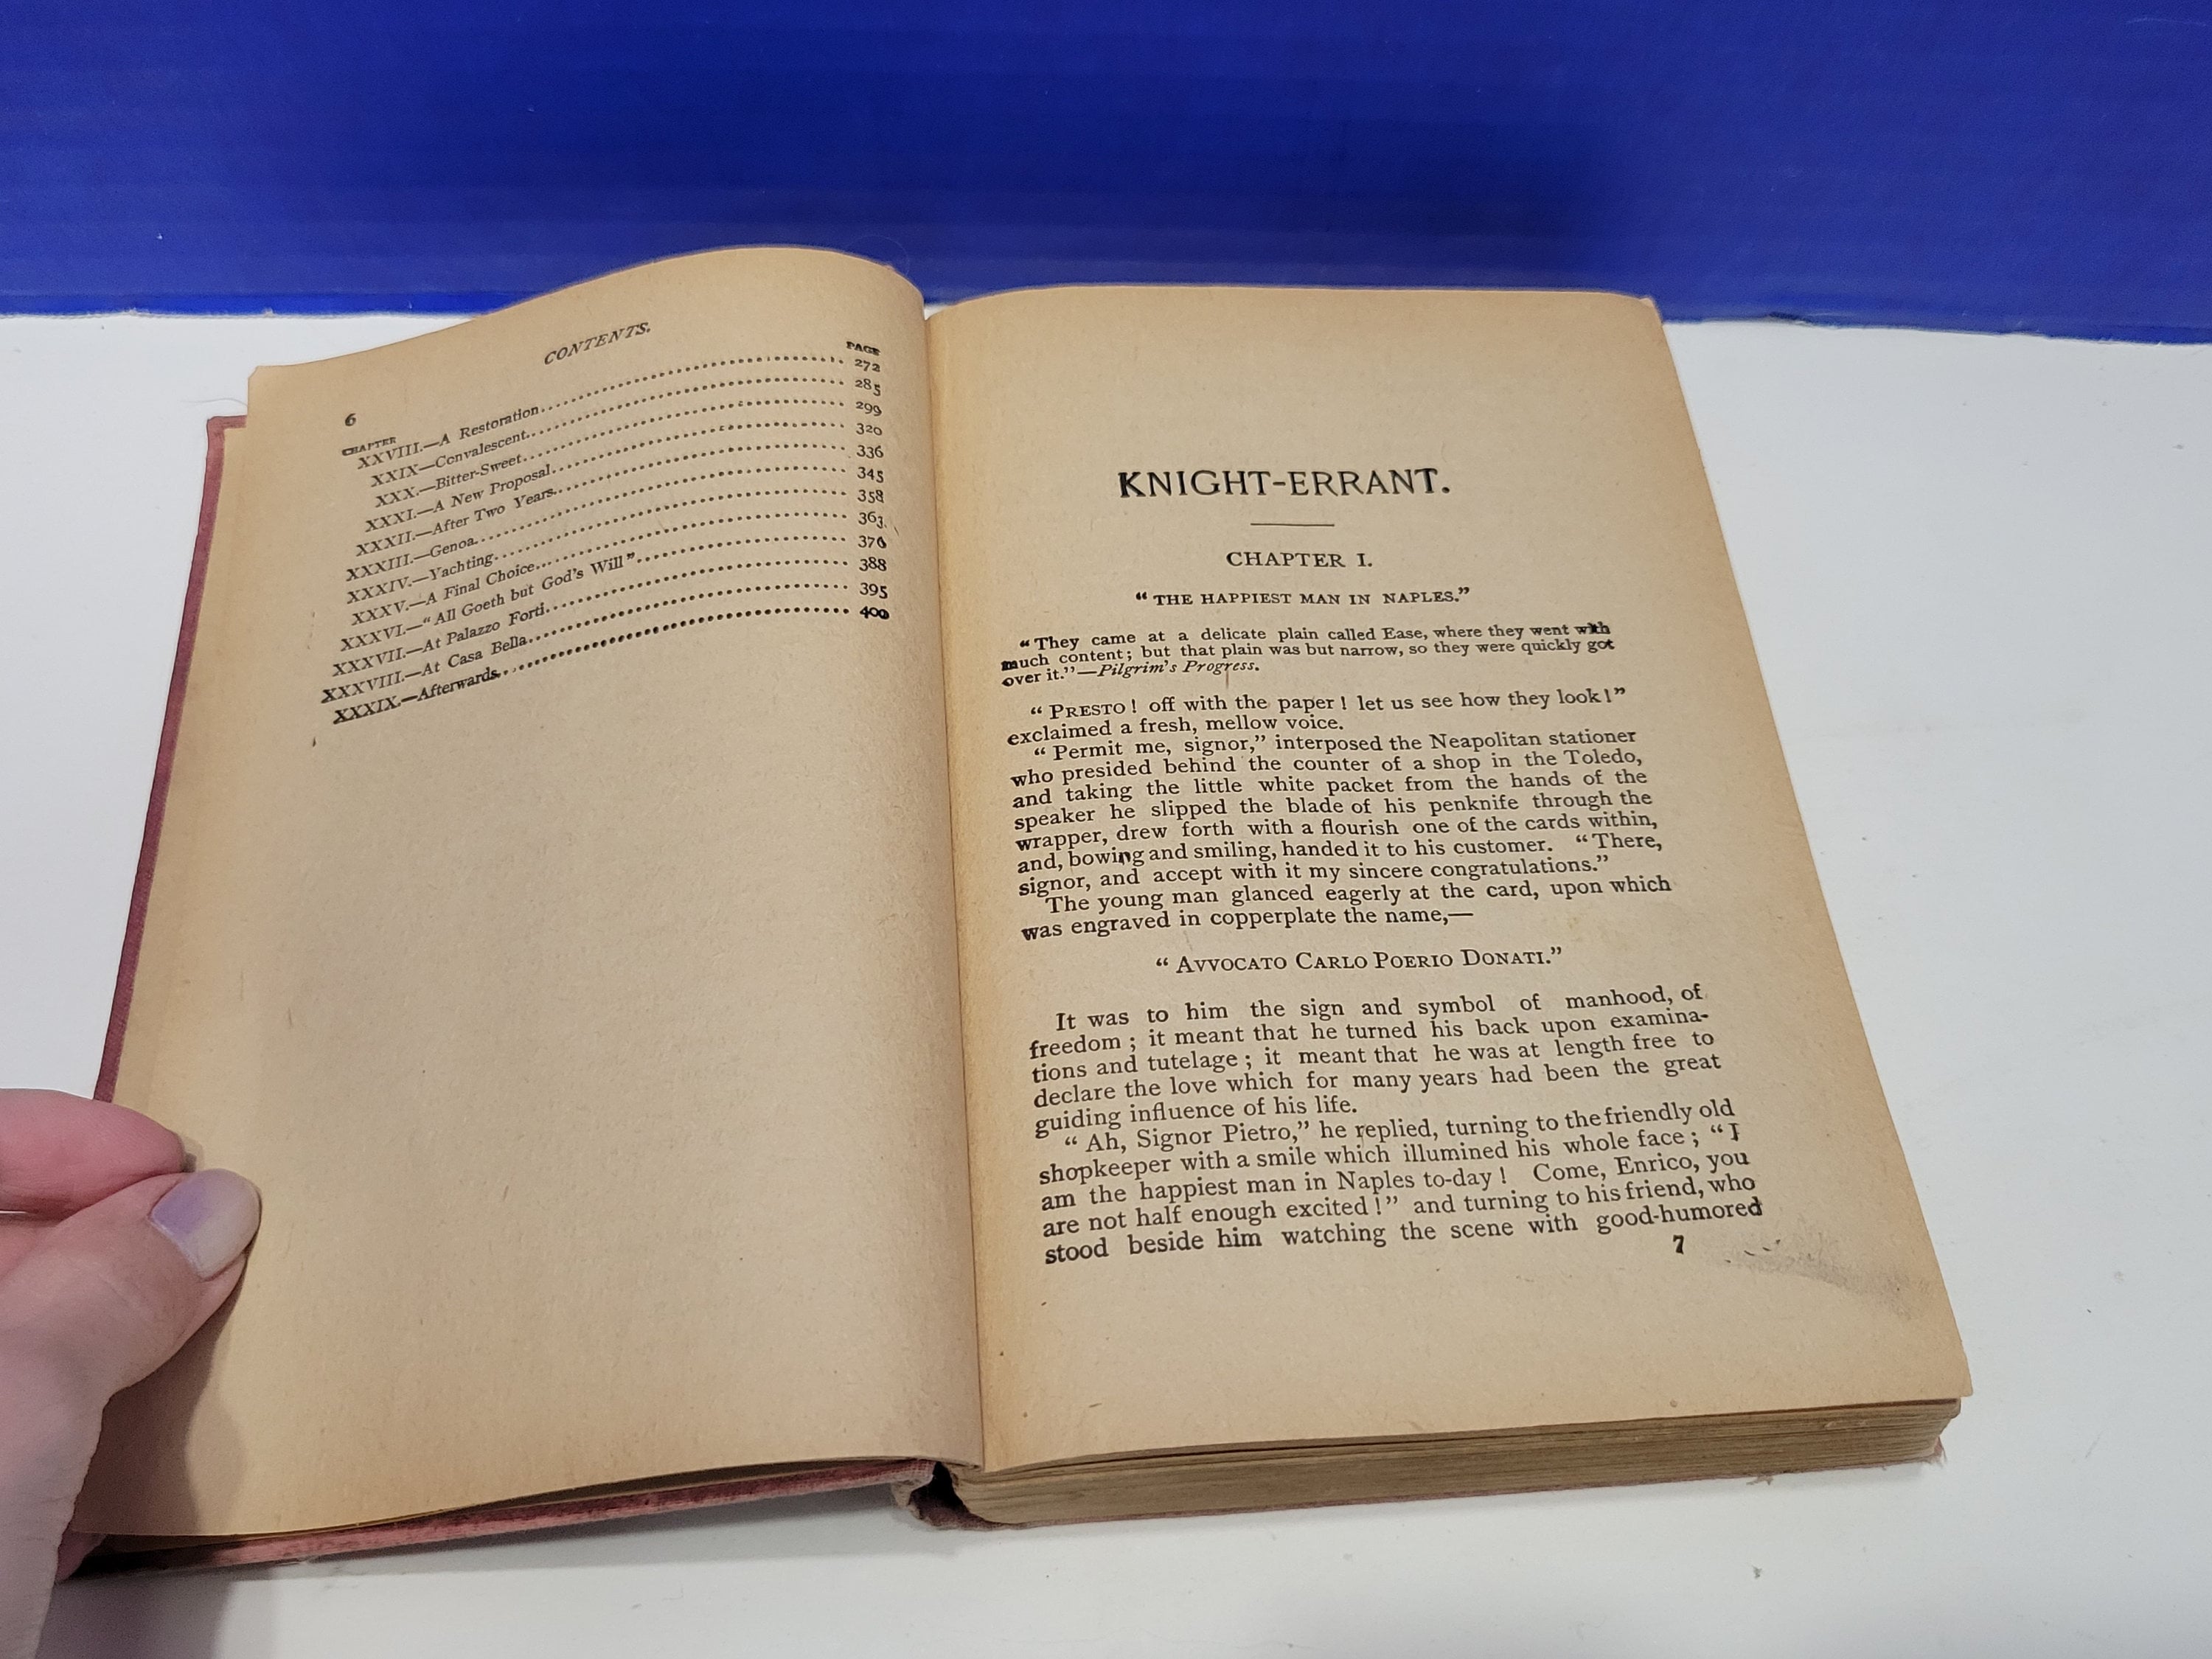 6
CONTENTS.
CHAPTER PAGE
XXVIII.—A Restoration........ 272
XXIX—Convalescent........ 285
XXX.—Bitter-Sweet........ 299
XXXI.—A New Proposal........ 320
XXXII.—After Two Years........ 336
XXXIII.—Genoa........ 345
XXXIV.—Yachting........ 358
XXXV.—A Final Choice........ 363
XXXVI.—“All Goeth but God's Will”........ 376
XXXVII.—At Palazzo Forti........ 388
XXXVIII.—At Casa Bella........ 395
XXXIX.—Afterwards........ 400
KNIGHT-ERRANT.
CHAPTER I.
“THE HAPPIEST MAN IN NAPLES.”
“They came at a delicate plain called Ease, where they went with
much content; but that plain was but narrow, so they were quickly got
over it.”—Pilgrim's Progress.
“PRESTO! off with the paper! let us see how they look!”
exclaimed a fresh, mellow voice.
“Permit me, signor,” interposed the Neapolitan stationer
who presided behind the counter of a shop in the Toledo,
and taking the little white packet from the hands of the
speaker he slipped the blade of his penknife through the
wrapper, drew forth with a flourish one of the cards within,
and, bowing and smiling, handed it to his customer. “There,
signor, and accept with it my sincere congratulations.”
The young man glanced eagerly at the card, upon which
was engraved in copperplate the name,—
“AVVOCATO CARLO POERIO DONATI.”
It was to him the sign and symbol of manhood, of
freedom; it meant that he turned his back upon examina-
tions and tutelage; it meant that he was at length free to
declare the love which for many years had been the great
guiding influence of his life.
“Ah, Signor Pietro,” he replied, turning to the friendly old
shopkeeper with a smile which illumined his whole face; “I
am the happiest man in Naples to-day! Come, Enrico, you
are not half enough excited!” and turning to his friend, who
stood beside him watching the scene with good-humored
7